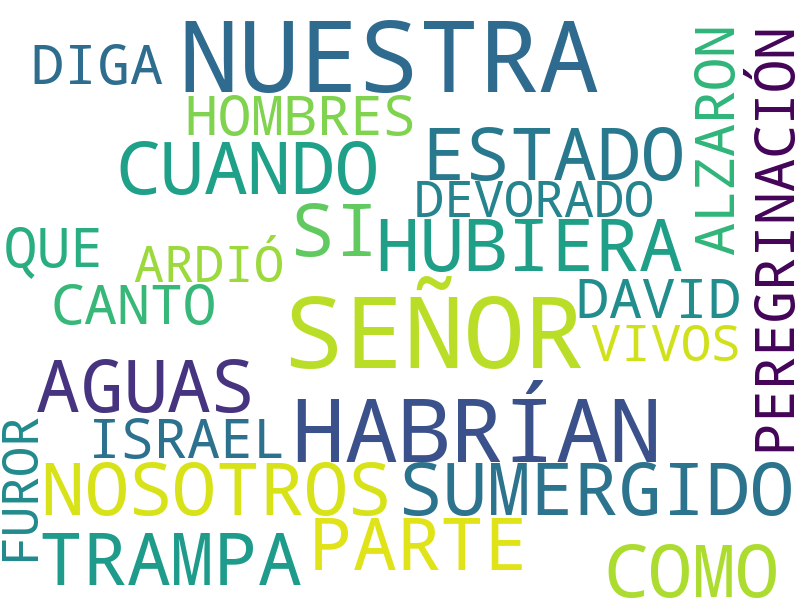 NUESTRA
DIGA
HOMBRES
ALZARON
PEREGRINACIÓN
CUANDO
ESTADO
DEVORADO
SI
HUBIERA
QUE
ARDIÓ
CANTO
SEÑOR
DAVID
VIVOS
AGUAS
HABRÍAN
ISRAEL
FUROR
NOSOTROS
SUMERGIDO
TRAMPA
PARTE
COMO